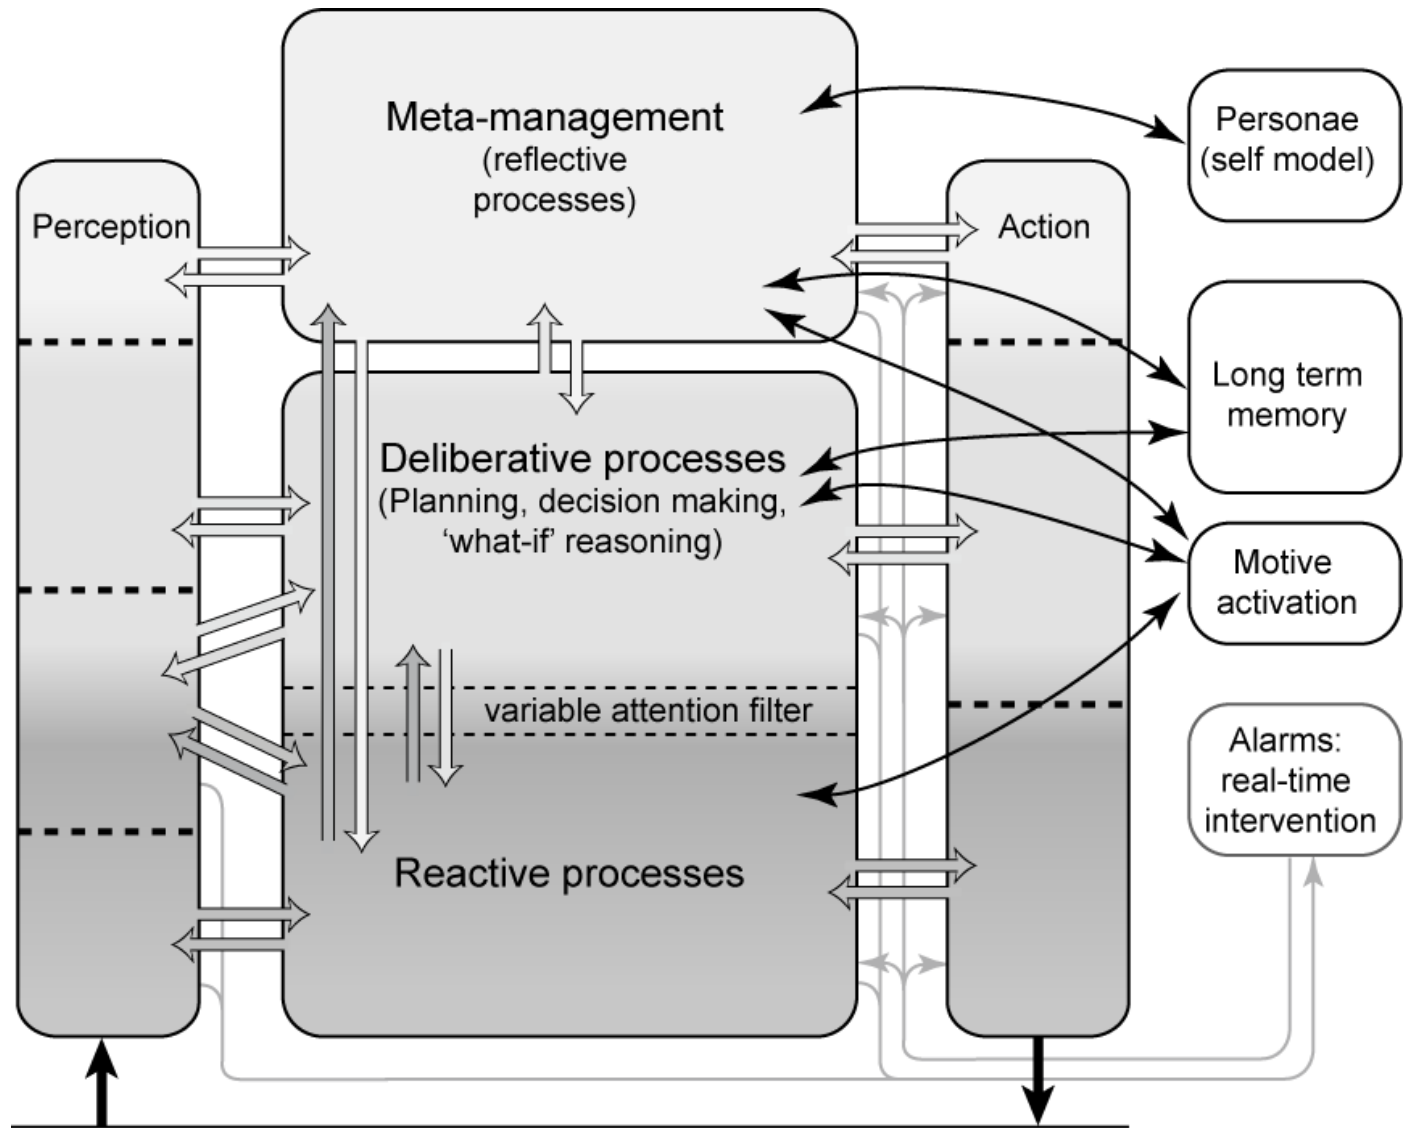 Meta-management
(reflective
processes)
Personae
(self model)
Perception
Action
Long term
memory
Deliberative processes
(Planning, decision making,
‘what-if’ reasoning)
Motive
activation
variable attention filter
Alarms:
real-time
intervention
Reactive processes